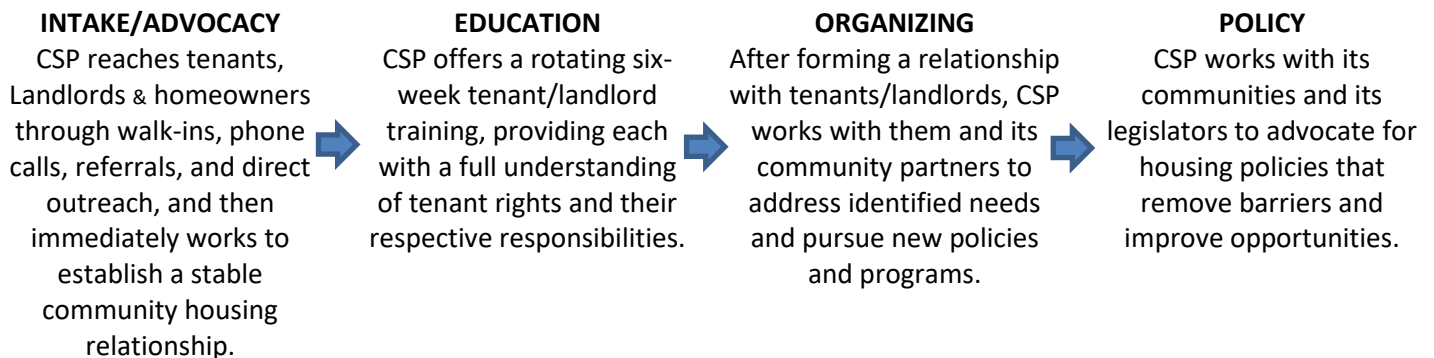 INTAKE/ADVOCACY
CSP reaches tenants,
Landlords & homeowners
through walk-ins, phone
calls, referrals, and direct
outreach, and then
immediately works to
establish a stable
community housing
relationship.
EDUCATION
CSP offers a rotating six-
week tenant/landlord
training, providing each
with a full understanding
of tenant rights and their
respective responsibilities.
ORGANIZING
After forming a relationship
with tenants/landlords, CSP
works with them and its
community partners to
address identified needs
and pursue new policies
and programs.
POLICY
CSP works with its
communities and its
legislators to advocate for
housing policies that
remove barriers and
improve opportunities.